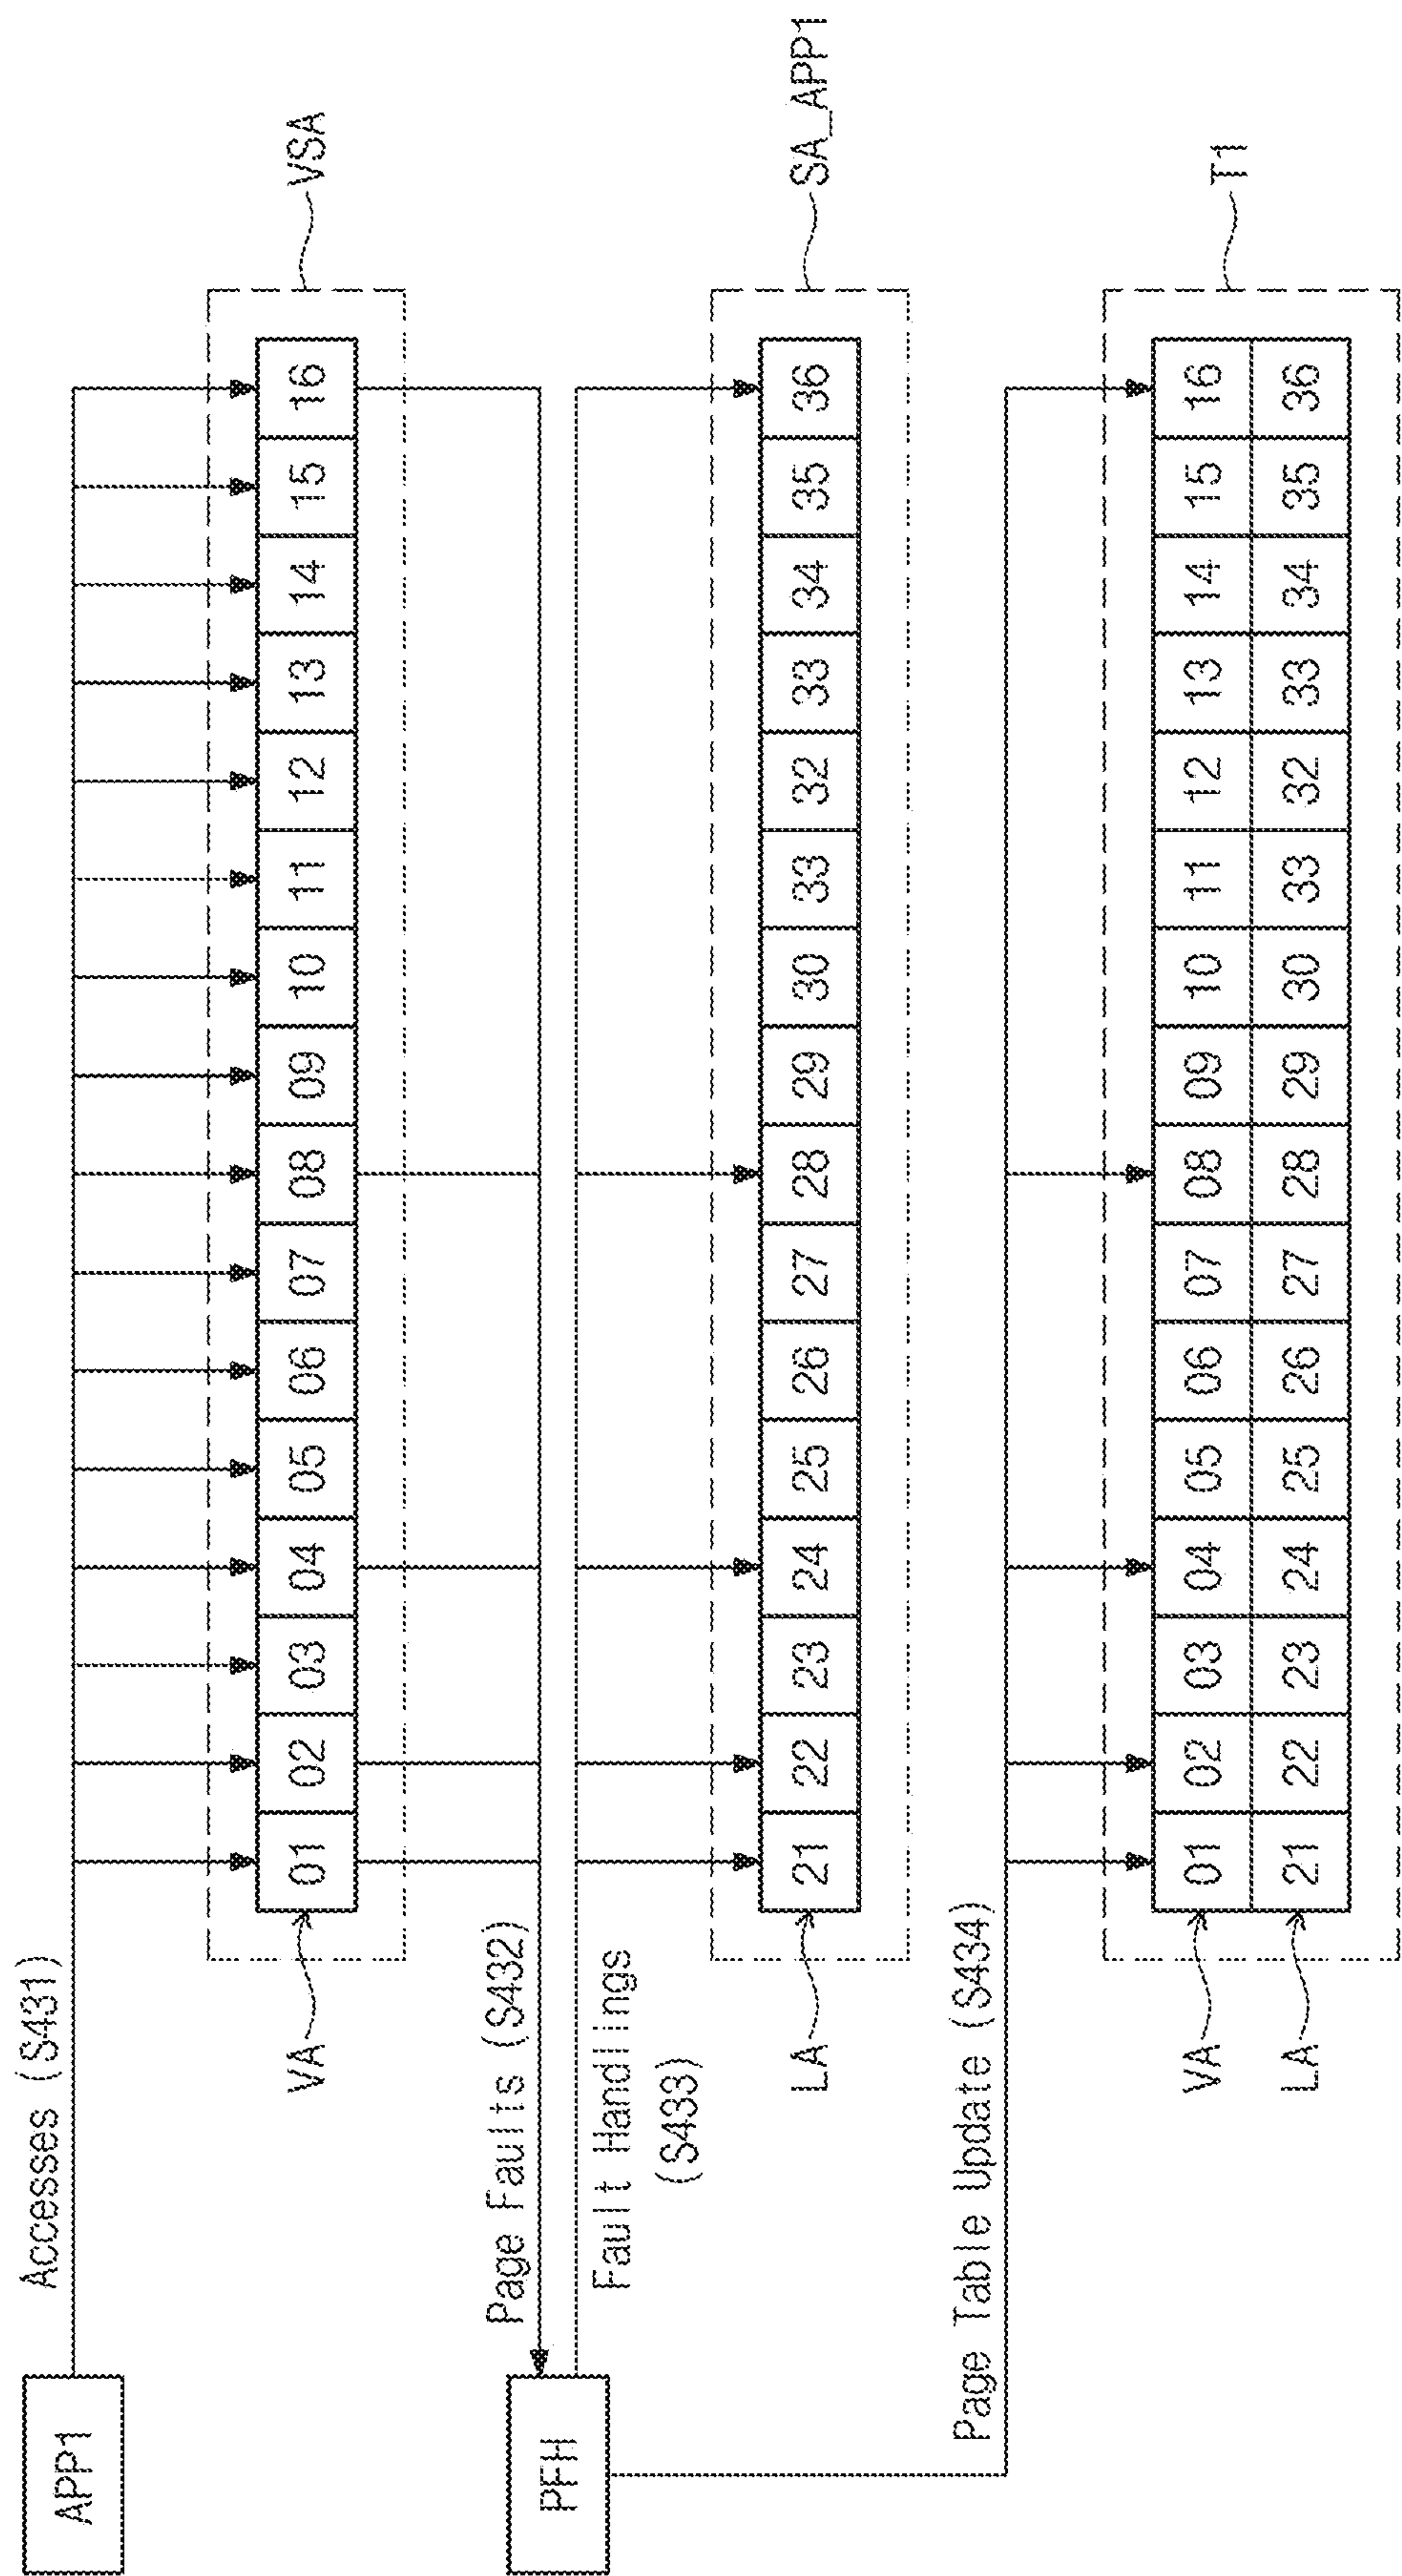 APP1
Accesses (S431)
VSA
VA
01 02 03 04 05 06 07 08 09 10 11 12 13 14 15 16
Page Faults (S432)
PFH
Fault Handlings
(S433)
SA_APP1
LA
21 22 23 24 25 26 27 28 29 30 33 32 33 34 35 36
Page Table Update (S434)
T1
VA
01 02 03 04 05 06 07 08 09 10 11 12 13 14 15 16
LA
21 22 23 24 25 26 27 28 29 30 33 32 33 34 35 36